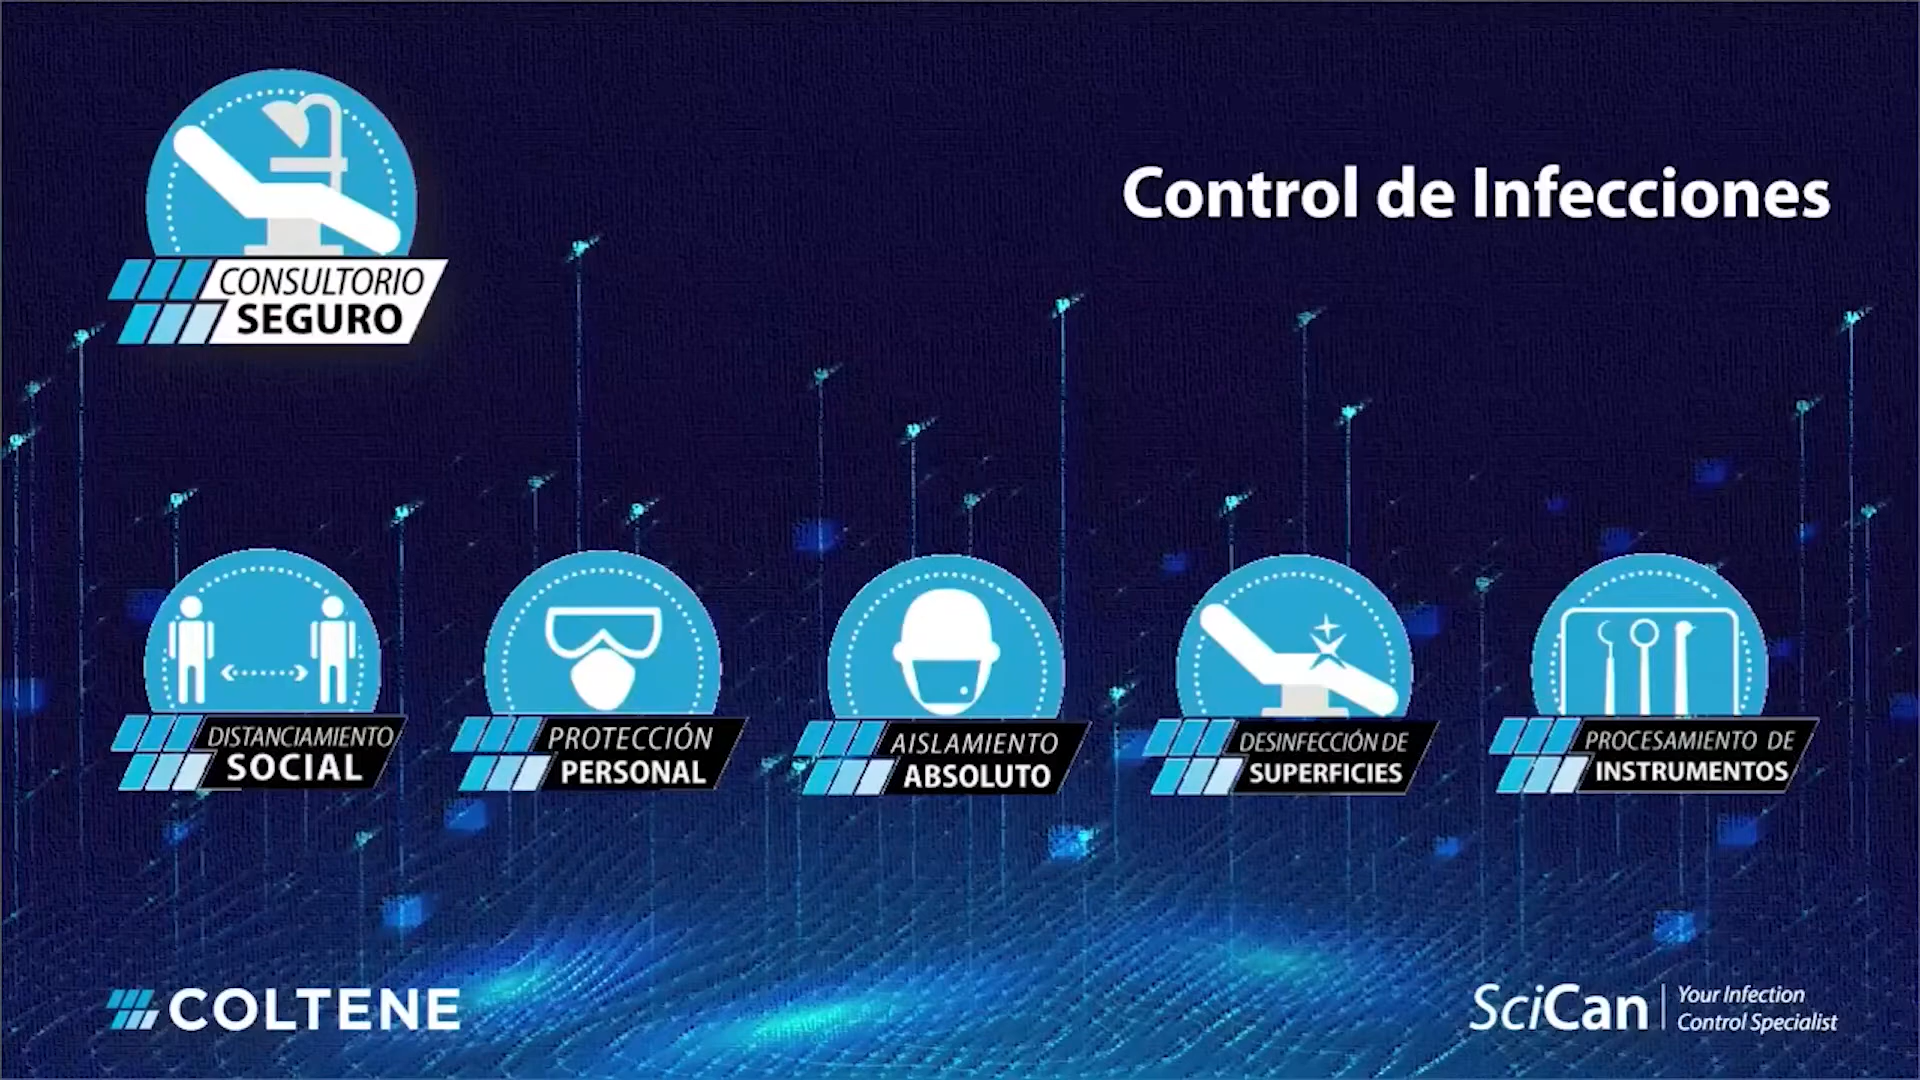 CONSULTORIO
SEGURO
Control de Infecciones
DISTANCIAMIENTO
SOCIAL
PROTECCIÓN
PERSONAL
AISLAMIENTO
ABSOLUTO
DESINFECCIÓN DE
SUPERFICIES
PROCESAMIENTO DE
INSTRUMENTOS
COLTENE
SciCan
Your Infection
Control Specialist